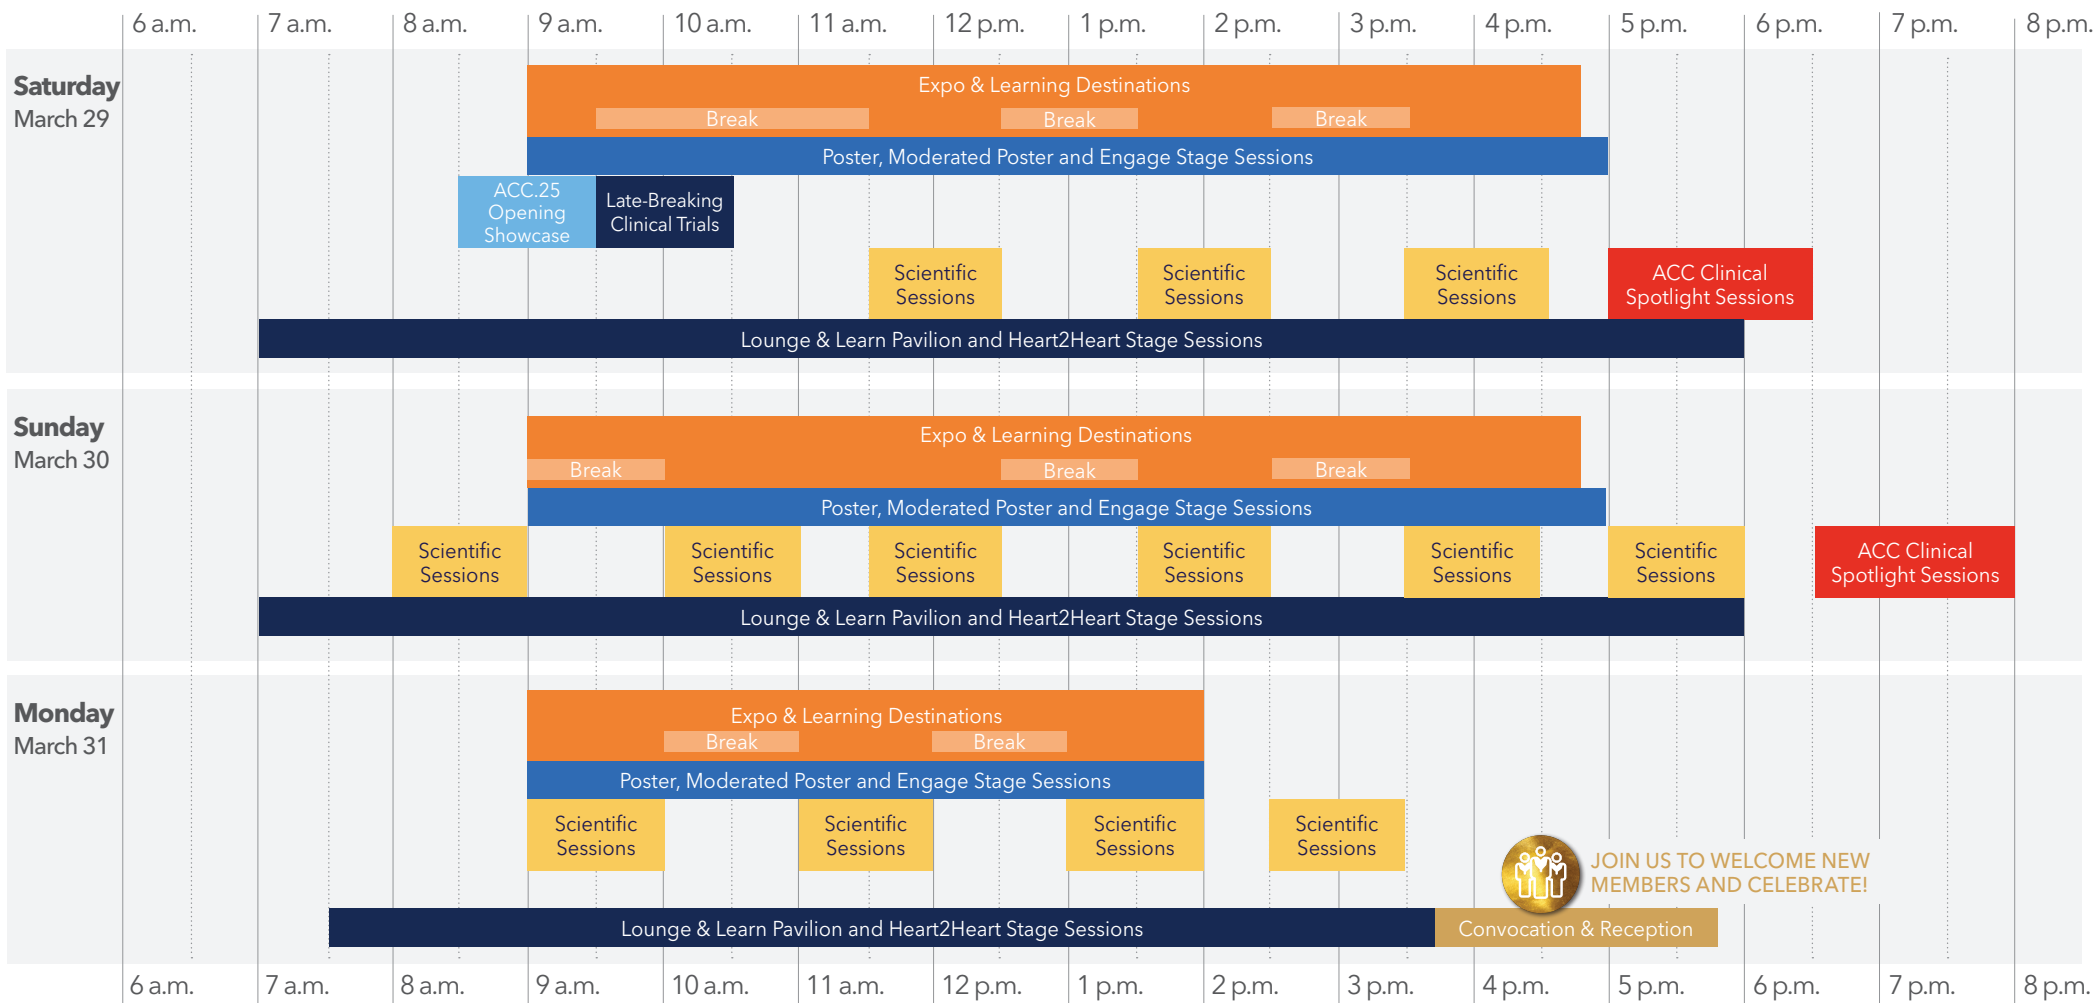 6 a.m. 7 a.m. 8 a.m. 9 a.m. 10 a.m. 11 a.m. 12 p.m. 1 p.m. 2 p.m. 3 p.m. 4 p.m. 5 p.m. 6 p.m. 7 p.m. 8 p.m.
Saturday
March 29
Expo & Learning Destinations
Break Break Break
Poster, Moderated Poster and Engage Stage Sessions
ACC.25
Opening
Showcase
Late-Breaking
Clinical Trials
Scientific
Sessions
Scientific
Sessions
Scientific
Sessions
ACC Clinical
Spotlight Sessions
Lounge & Learn Pavilion and Heart2Heart Stage Sessions
Sunday
March 30
Expo & Learning Destinations
Break Break Break
Poster, Moderated Poster and Engage Stage Sessions
Scientific
Sessions
Scientific
Sessions
Scientific
Sessions
Scientific
Sessions
Scientific
Sessions
Scientific
Sessions
ACC Clinical
Spotlight Sessions
Lounge & Learn Pavilion and Heart2Heart Stage Sessions
Monday
March 31
Expo & Learning Destinations
Break Break
Poster, Moderated Poster and Engage Stage Sessions
Scientific
Sessions
Scientific
Sessions
Scientific
Sessions
Scientific
Sessions
JOIN US TO WELCOME NEW
MEMBERS AND CELEBRATE!
Lounge & Learn Pavilion and Heart2Heart Stage Sessions
Convocation & Reception
6 a.m. 7 a.m. 8 a.m. 9 a.m. 10 a.m. 11 a.m. 12 p.m. 1 p.m. 2 p.m. 3 p.m. 4 p.m. 5 p.m. 6 p.m. 7 p.m. 8 p.m.